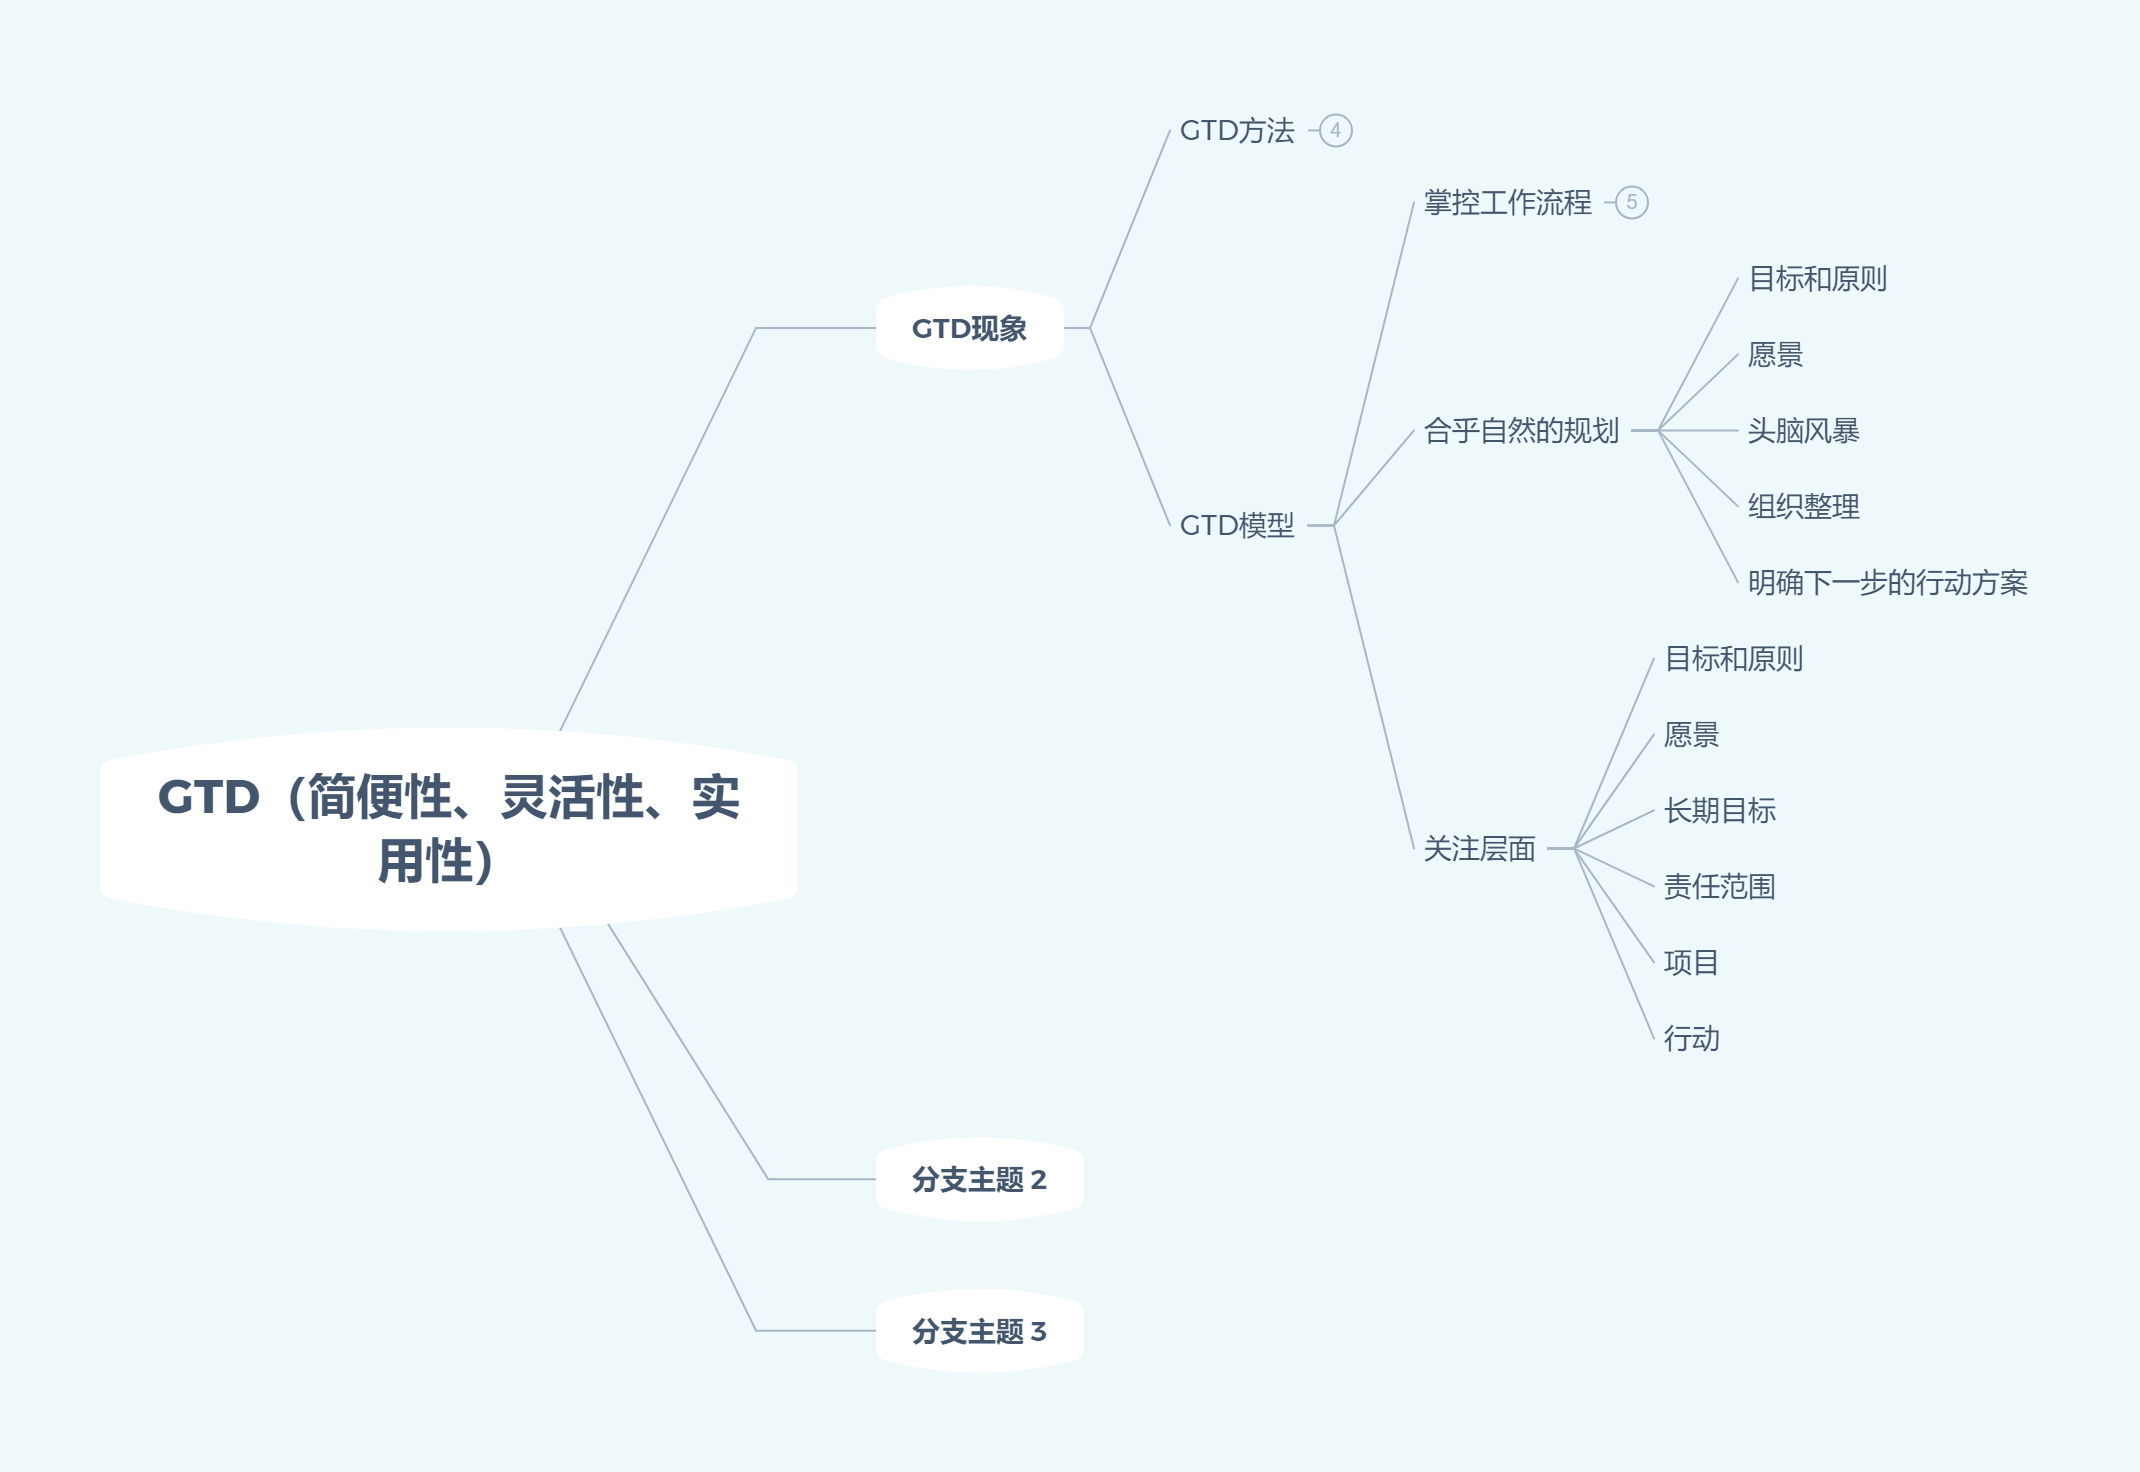 GTD方法
4
掌控工作流程
5
目标和原则
GTD现象
愿景
合乎自然的规划
头脑风暴
组织整理
GTD模型
明确下一步的行动方案
目标和原则
愿景
GTD（简便性、灵活性、实
用性）
长期目标
关注层面
责任范围
项目
行动
分支主题 2
分支主题 3